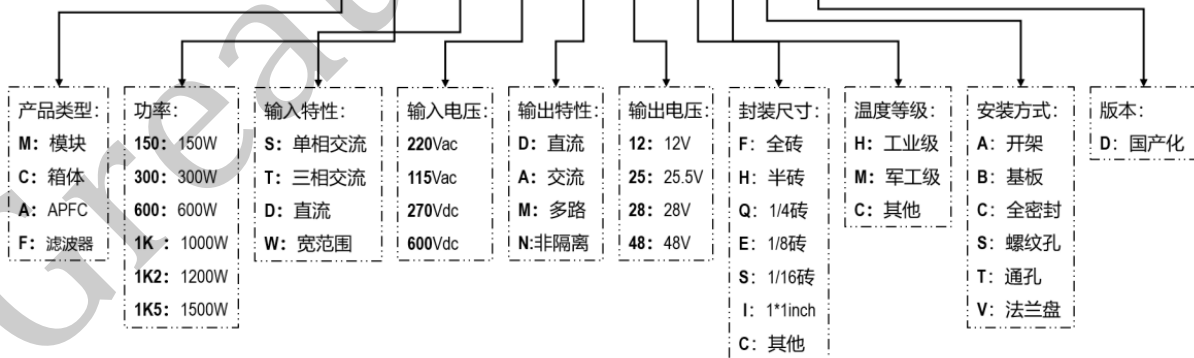 产品类型:
M: 模块
C: 箱体
A: APFC
F: 滤波器
功率:
150: 150W
300: 300W
600: 600W
1K : 1000W
1K2: 1200W
1K5: 1500W
输入特性:
S: 单相交流
T: 三相交流
D: 直流
W: 宽范围
输入电压:
220Vac
115Vac
270Vdc
600Vdc
输出特性:
D: 直流
A: 交流
M: 多路
N:非隔离
输出电压:
12: 12V
25: 25.5V
28: 28V
48: 48V
封装尺寸:
F: 全砖
H: 半砖
Q: 1/4砖
E: 1/8砖
S: 1/16砖
I: 1*1inch
C: 其他
温度等级:
H: 工业级
M: 军工级
C: 其他
安装方式:
A: 开架
B: 基板
C: 全密封
S: 螺纹孔
T: 通孔
V: 法兰盘
版本:
D: 国产化
Grea